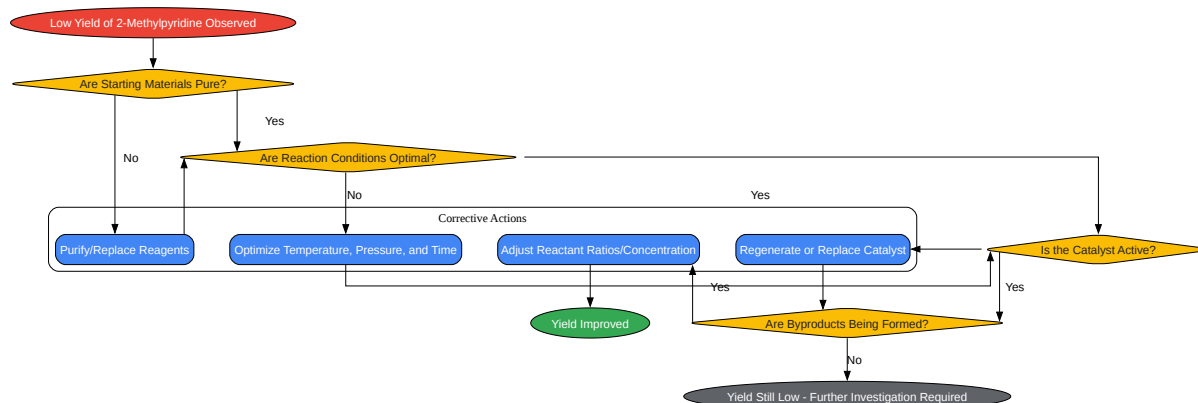 Low Yield of 2-Methylpyridine Observed
Are Starting Materials Pure?
Yes
No
Are Reaction Conditions Optimal?
No
Yes
Corrective Actions
Purify/Replace Reagents
Optimize Temperature, Pressure, and Time
Adjust Reactant Ratios/Concentration
Regenerate or Replace Catalyst
Is the Catalyst Active?
Yes
Yes
Yield Improved
Are Byproducts Being Formed?
No
Yield Still Low - Further Investigation Required